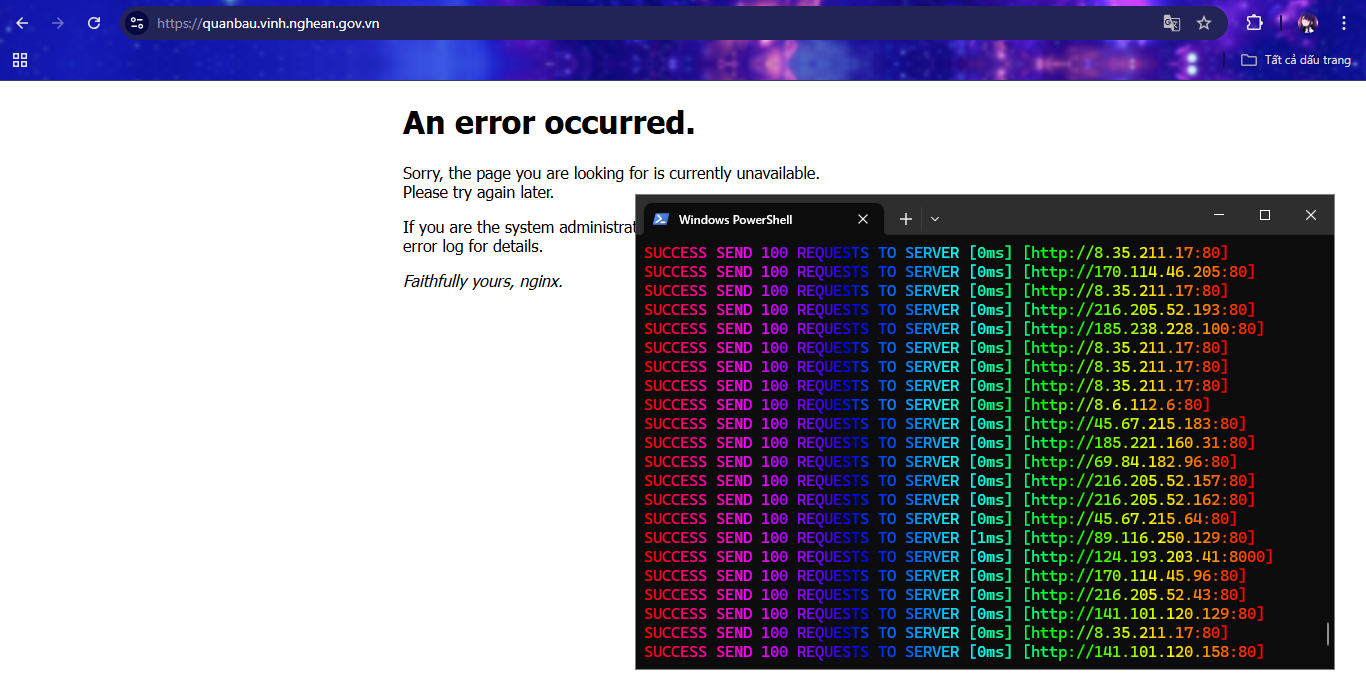 https://quanbau.vinh.nghean.gov.vn
Tất cả dấu trang
An error occurred.
Sorry, the page you are looking for is currently unavailable.
Please try again later.
If you are the system administrat
error log for details.
Faithfully yours, nginx.
Windows PowerShell
SUCCESS SEND 100 REQUESTS TO SERVER [0ms] [http://8.35.211.17:80]
SUCCESS SEND 100 REQUESTS TO SERVER [0ms] [http://170.114.46.205:80]
SUCCESS SEND 100 REQUESTS TO SERVER [0ms] [http://8.35.211.17:80]
SUCCESS SEND 100 REQUESTS TO SERVER [0ms] [http://216.205.52.193:80]
SUCCESS SEND 100 REQUESTS TO SERVER [0ms] [http://185.238.228.100:80]
SUCCESS SEND 100 REQUESTS TO SERVER [0ms] [http://8.35.211.17:80]
SUCCESS SEND 100 REQUESTS TO SERVER [0ms] [http://8.35.211.17:80]
SUCCESS SEND 100 REQUESTS TO SERVER [0ms] [http://8.35.211.17:80]
SUCCESS SEND 100 REQUESTS TO SERVER [0ms] [http://8.6.112.6:80]
SUCCESS SEND 100 REQUESTS TO SERVER [0ms] [http://45.67.215.183:80]
SUCCESS SEND 100 REQUESTS TO SERVER [0ms] [http://185.221.160.31:80]
SUCCESS SEND 100 REQUESTS TO SERVER [0ms] [http://69.84.182.96:80]
SUCCESS SEND 100 REQUESTS TO SERVER [0ms] [http://216.205.52.157:80]
SUCCESS SEND 100 REQUESTS TO SERVER [0ms] [http://216.205.52.162:80]
SUCCESS SEND 100 REQUESTS TO SERVER [0ms] [http://45.67.215.64:80]
SUCCESS SEND 100 REQUESTS TO SERVER [1ms] [http://89.116.250.129:80]
SUCCESS SEND 100 REQUESTS TO SERVER [0ms] [http://124.193.203.41:8000]
SUCCESS SEND 100 REQUESTS TO SERVER [0ms] [http://170.114.45.96:80]
SUCCESS SEND 100 REQUESTS TO SERVER [0ms] [http://216.205.52.43:80]
SUCCESS SEND 100 REQUESTS TO SERVER [0ms] [http://141.101.120.129:80]
SUCCESS SEND 100 REQUESTS TO SERVER [0ms] [http://8.35.211.17:80]
SUCCESS SEND 100 REQUESTS TO SERVER [0ms] [http://141.101.120.158:80]